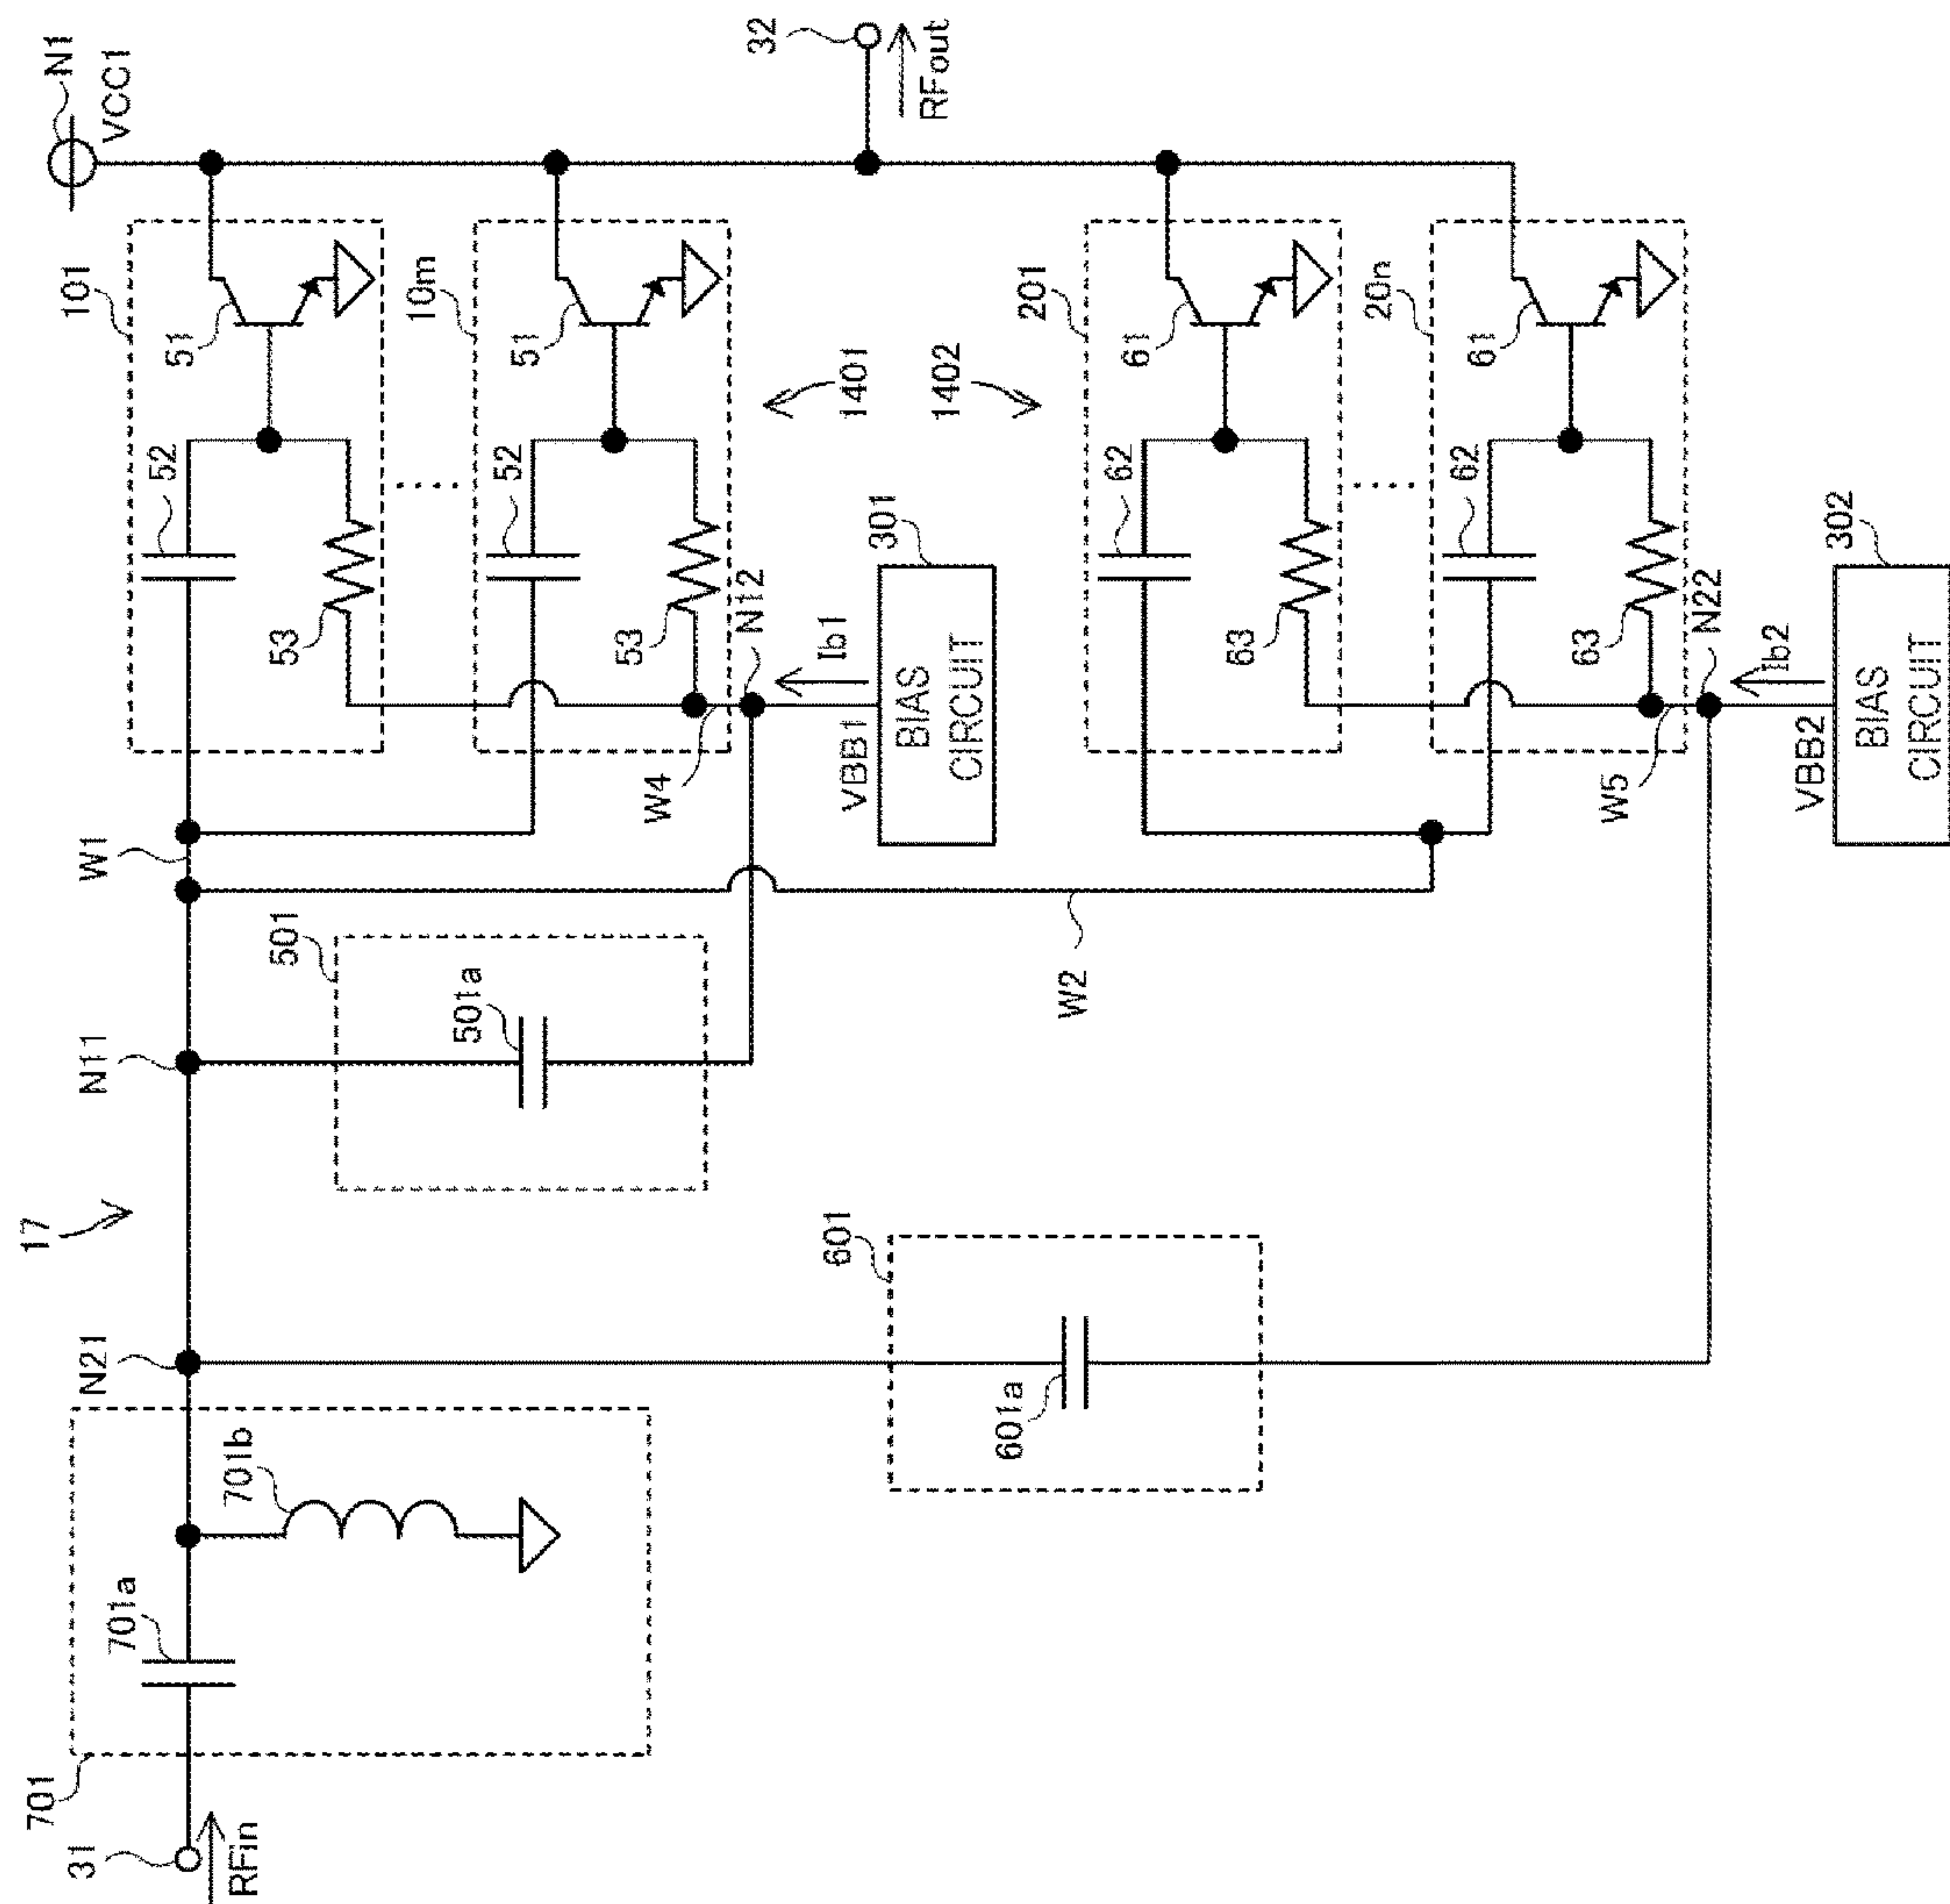 17
31
RFin
701
701a
701b
N21
N11
W1
501
501a
601
601a
W2
101
52
53
51
10m
52
53
51
W4
N12
VBB1
Ib1
BIAS
CIRCUIT
301
1401
1402
201
62
63
61
20n
62
63
61
W5
N22
VBB2
Ib2
BIAS
CIRCUIT
302
N1
VCC1
32
RFout